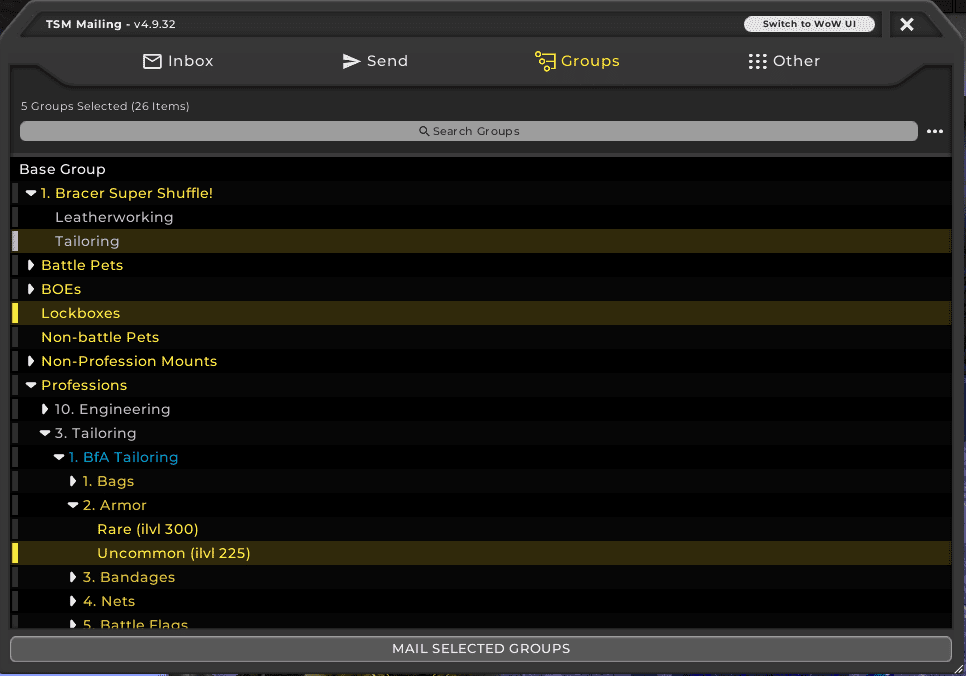 TSM Mailing - v4.9.32
Switch to WoW UI
Inbox
Send
Groups
Other
5 Groups Selected (26 Items)
Search Groups
Base Group
1. Bracer Super Shuffle!
Leatherworking
Tailoring
Battle Pets
BOEs
Lockboxes
Non-battle Pets
Non-Profession Mounts
Professions
10. Engineering
3. Tailoring
1. BfA Tailoring
1. Bags
2. Armor
Rare (ilvl 300)
Uncommon (ilvl 225)
3. Bandages
4. Nets
5. Battle Flags
MAIL SELECTED GROUPS